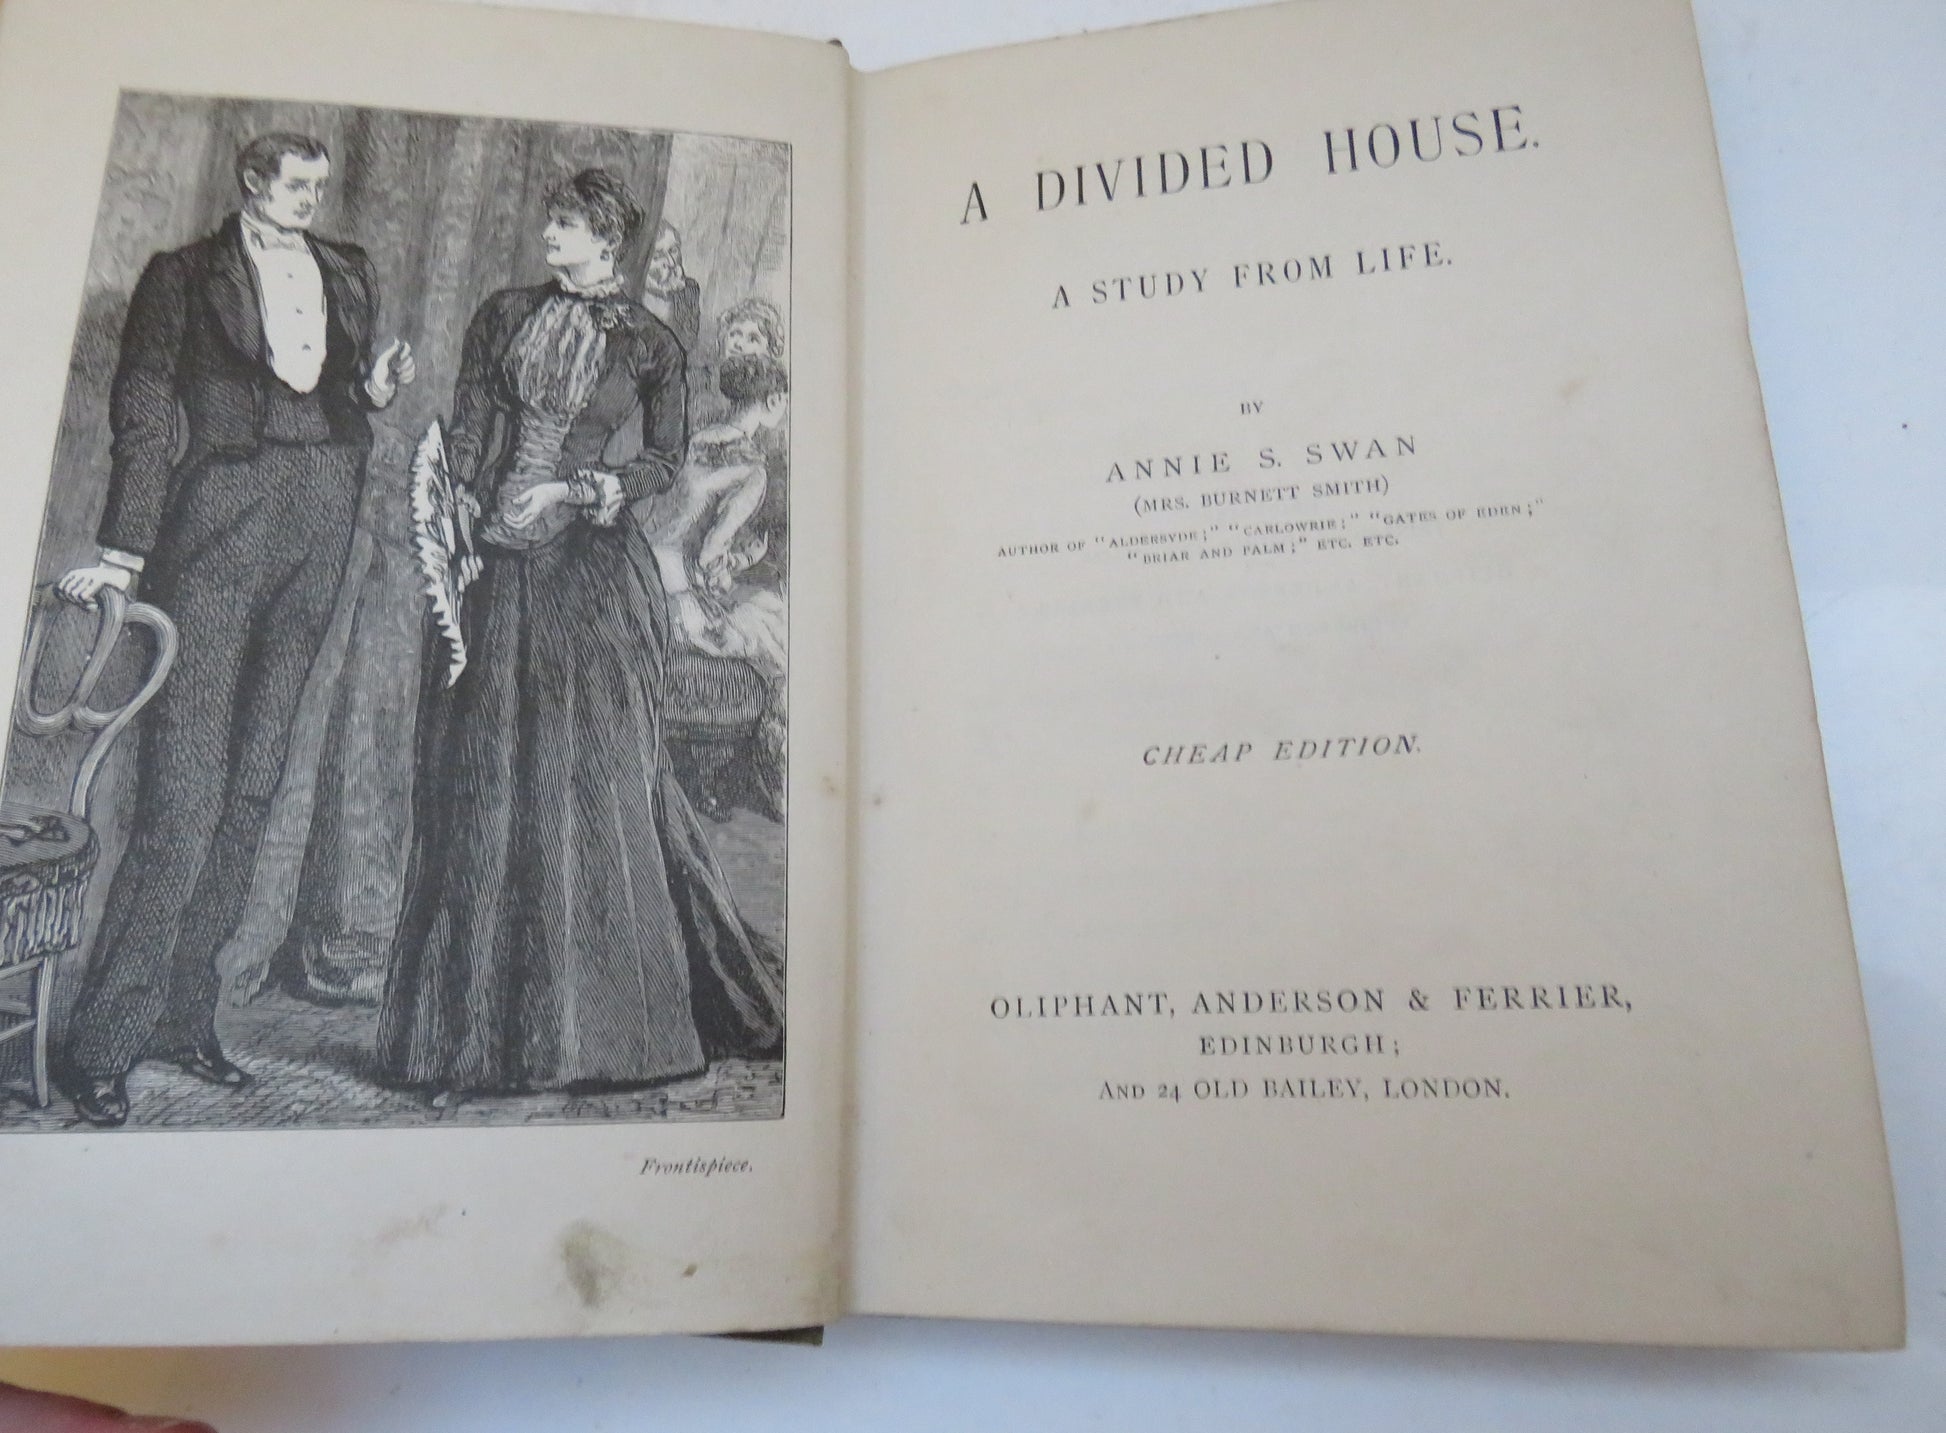 Frontispiece.
A DIVIDED HOUSE.
A STUDY FROM LIFE.
BY
ANNIE S. SWAN
(MRS. BURNETT SMITH)
AUTHOR OF "ALDERSYDE;" "CARLOWRIE;" "GATES OF EDEN;"
"BRIAR AND PALM;" ETC. ETC.
CHEAP EDITION.
OLIPHANT, ANDERSON & FERRIER,
EDINBURGH;
AND 24 OLD BAILEY, LONDON.